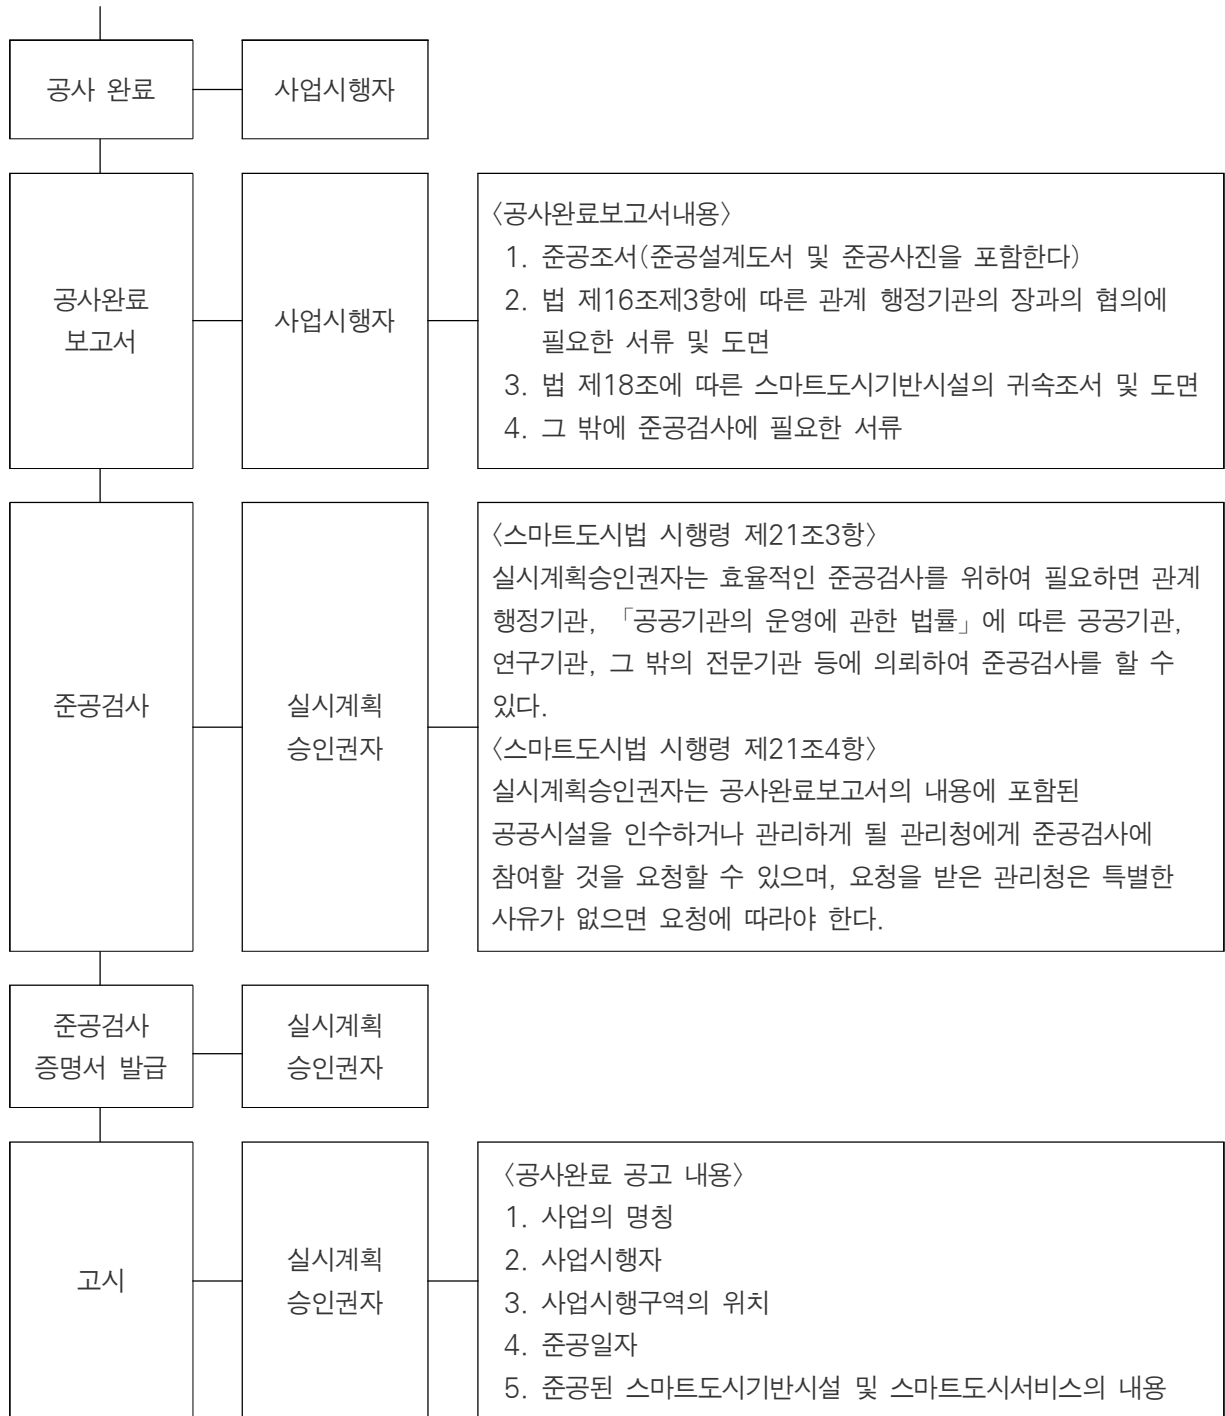 공사 완료
사업시행자
공사완료
보고서
사업시행자
〈공사완료보고서내용〉
1. 준공조서(준공설계도서 및 준공사진을 포함한다)
2. 법 제16조제3항에 따른 관계 행정기관의 장과의 협의에
필요한 서류 및 도면
3. 법 제18조에 따른 스마트도시기반시설의 귀속조서 및 도면
4. 그 밖에 준공검사에 필요한 서류
준공검사
실시계획
승인권자
〈스마트도시법 시행령 제21조3항〉
실시계획승인권자는 효율적인 준공검사를 위하여 필요하면 관계
행정기관, 「공공기관의 운영에 관한 법률」에 따른 공공기관,
연구기관, 그 밖의 전문기관 등에 의뢰하여 준공검사를 할 수
있다.
〈스마트도시법 시행령 제21조4항〉
실시계획승인권자는 공사완료보고서의 내용에 포함된
공공시설을 인수하거나 관리하게 될 관리청에게 준공검사에
참여할 것을 요청할 수 있으며, 요청을 받은 관리청은 특별한
사유가 없으면 요청에 따라야 한다.
준공검사
증명서 발급
실시계획
승인권자
고시
실시계획
승인권자
〈공사완료 공고 내용〉
1. 사업의 명칭
2. 사업시행자
3. 사업시행구역의 위치
4. 준공일자
5. 준공된 스마트도시기반시설 및 스마트도시서비스의 내용